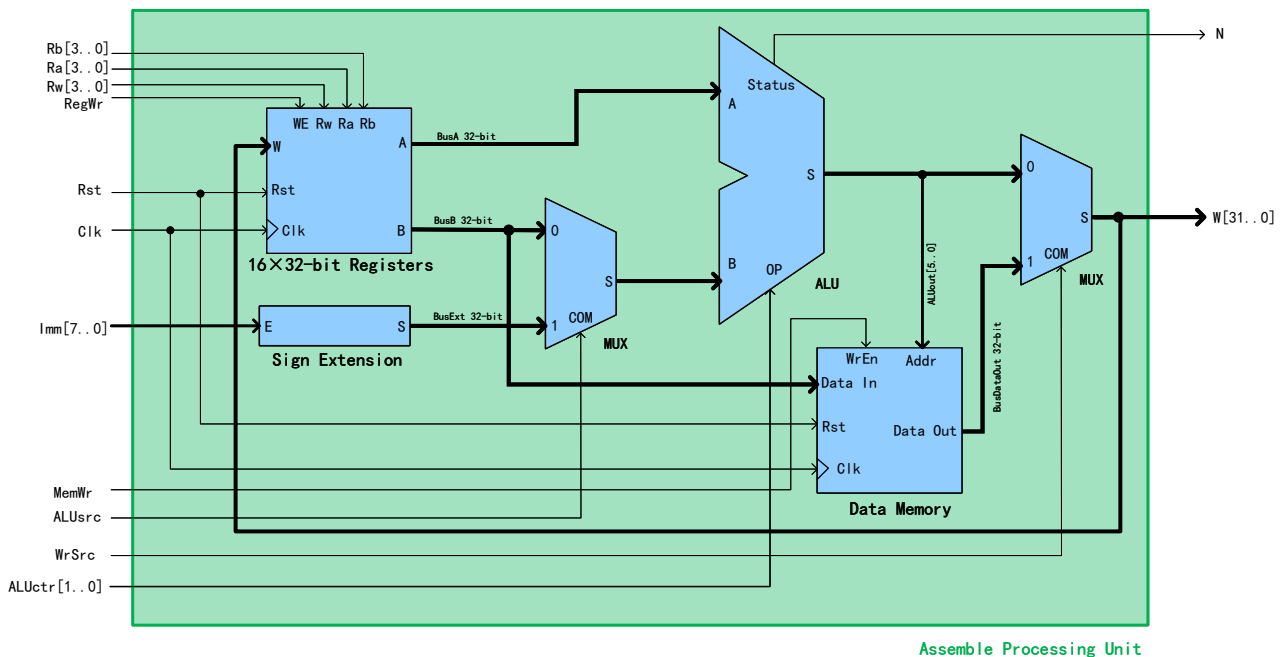 Rb[3..0]
Ra[3..0]
Rw[3..0]
RegWr
N
Status
A
WE Rw Ra Rb
W
A
BusA 32-bit
Rst
Rst
Clk
Clk
B
BusB 32-bit
16×32-bit Registers
0
S
1
COM
MUX
S
B
OP
ALU
0
S
1
COM
MUX
W[31..0]
ALUout[5..0]
Imm[7..0]
E
S
BusExt 32-bit
Sign Extension
WrEn
Addr
Data In
Rst
Data Out
Clk
Data Memory
BusDataOut 32-bit
MemWr
ALUsrc
WrSrc
ALUctr[1..0]
Assemble Processing Unit